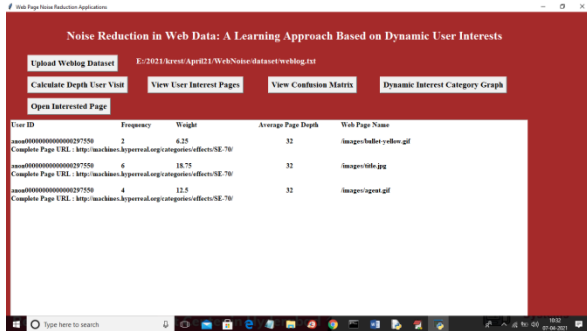 Web Page Noise Reduction Applications
Noise Reduction in Web Data: A Learning Approach Based on Dynamic User Interests
Upload Weblog Dataset E:/2021/krest/April21/WebNoise/dataset/weblog.txt
Calculate Depth User Visit View User Interest Pages View Confusion Matrix Dynamic Interest Category Graph
Open Interested Page
User ID Frequency Weight Average Page Depth Web Page Name
anon0000000000000297550 2 6.25 32 /images/bullet-yellow.gif
Complete Page URL : http://machines.hyperreal.org/categories/effects/SE-70/
anon0000000000000297550 6 18.75 32 /images/title.jpg
Complete Page URL : http://machines.hyperreal.org/categories/effects/SE-70/
anon0000000000000297550 4 12.5 32 /images/agent.gif
Complete Page URL : http://machines.hyperreal.org/categories/effects/SE-70/
Type here to search
16:02
07-04-2021